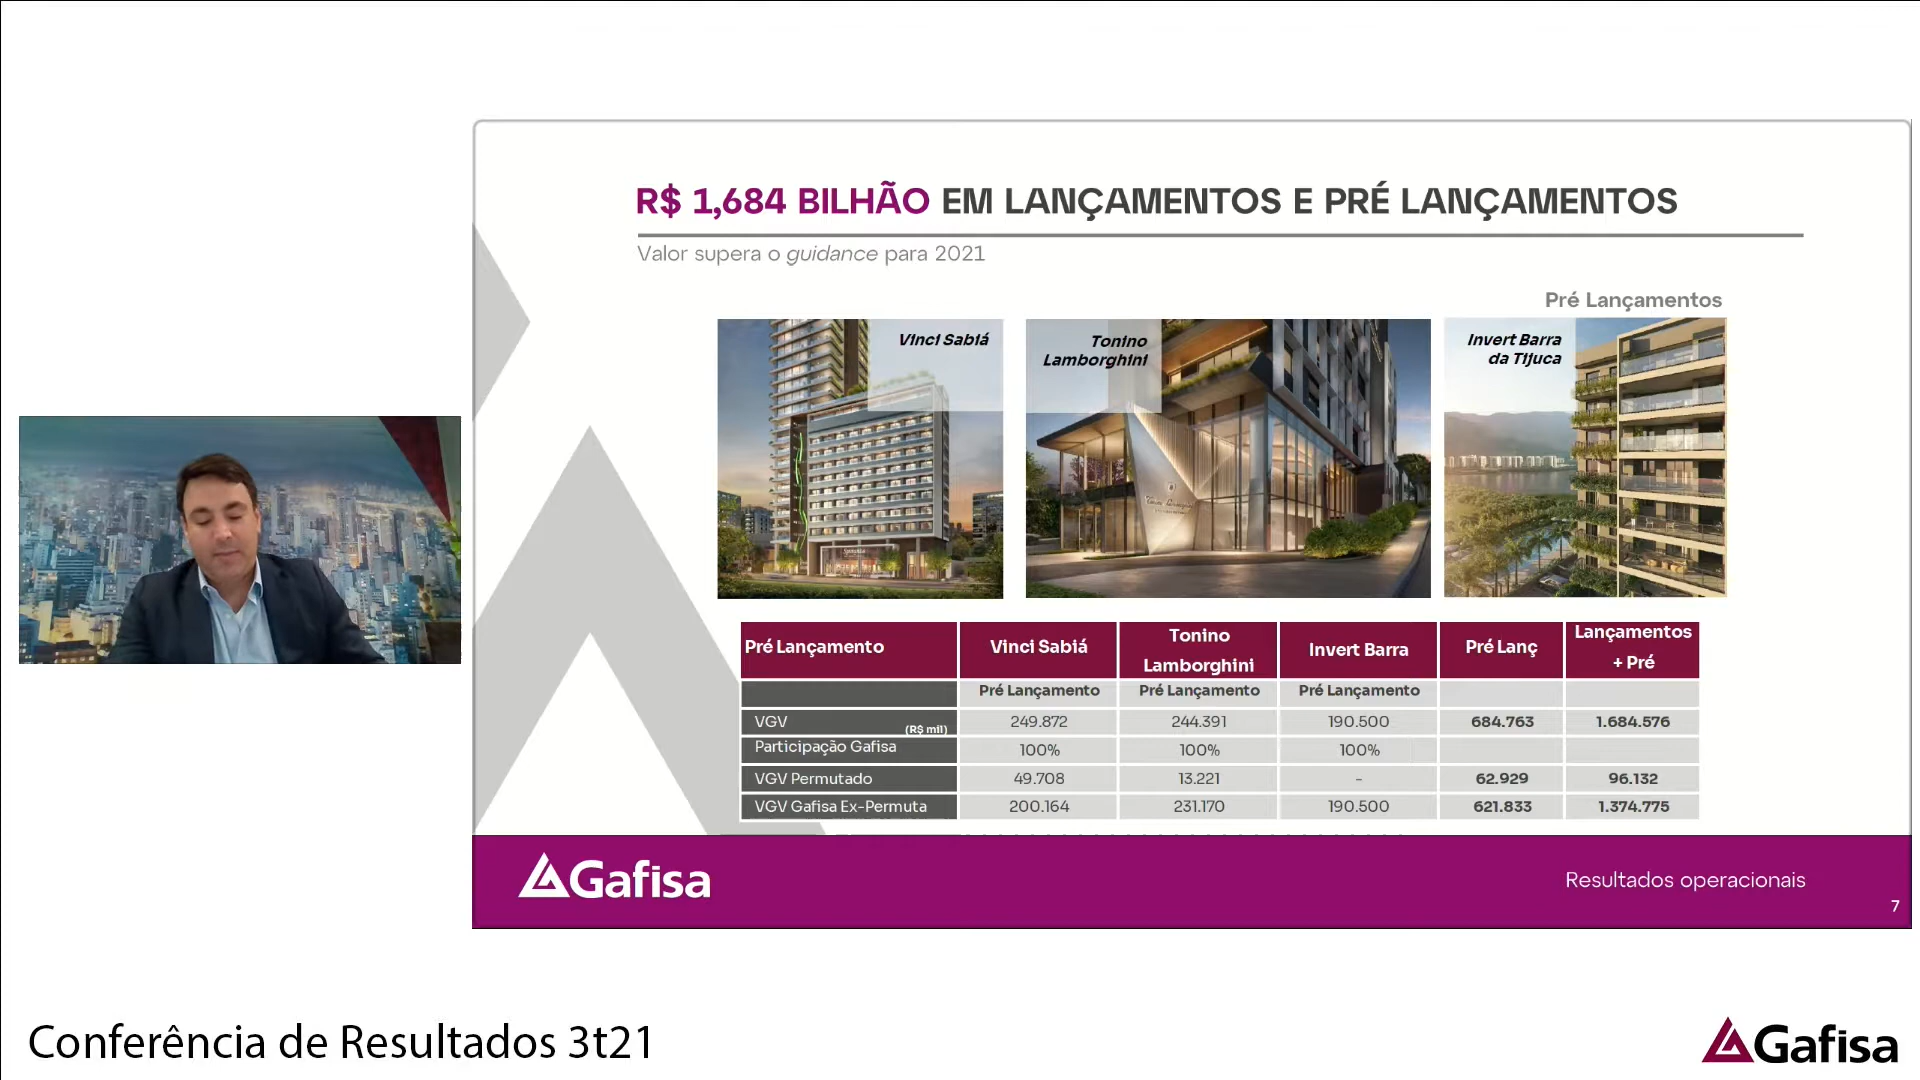 R$ 1,684 BILHÃO EM LANÇAMENTOS E PRÉ LANÇAMENTOS
Valor supera o guidance para 2021
Pré Lançamentos
Vinci Sabiá
Tonino
Lamborghini
Invert Barra
da Tijuca
Pré Lançamento Vinci Sabiá Tonino Lamborghini Invert Barra Pré Lanç Lançamentos + Pré
Pré Lançamento Pré Lançamento Pré Lançamento
VGV (R$ mil) 249.872 244.391 190.500 684.763 1.684.576
Participação Gafisa 100% 100% 100%
VGV Permutado 49.708 13.221 - 62.929 96.132
VGV Gafisa Ex-Permuta 200.164 231.170 190.500 621.833 1.374.775
Gafisa
Resultados operacionais
7
Conferência de Resultados 3t21
Gafisa